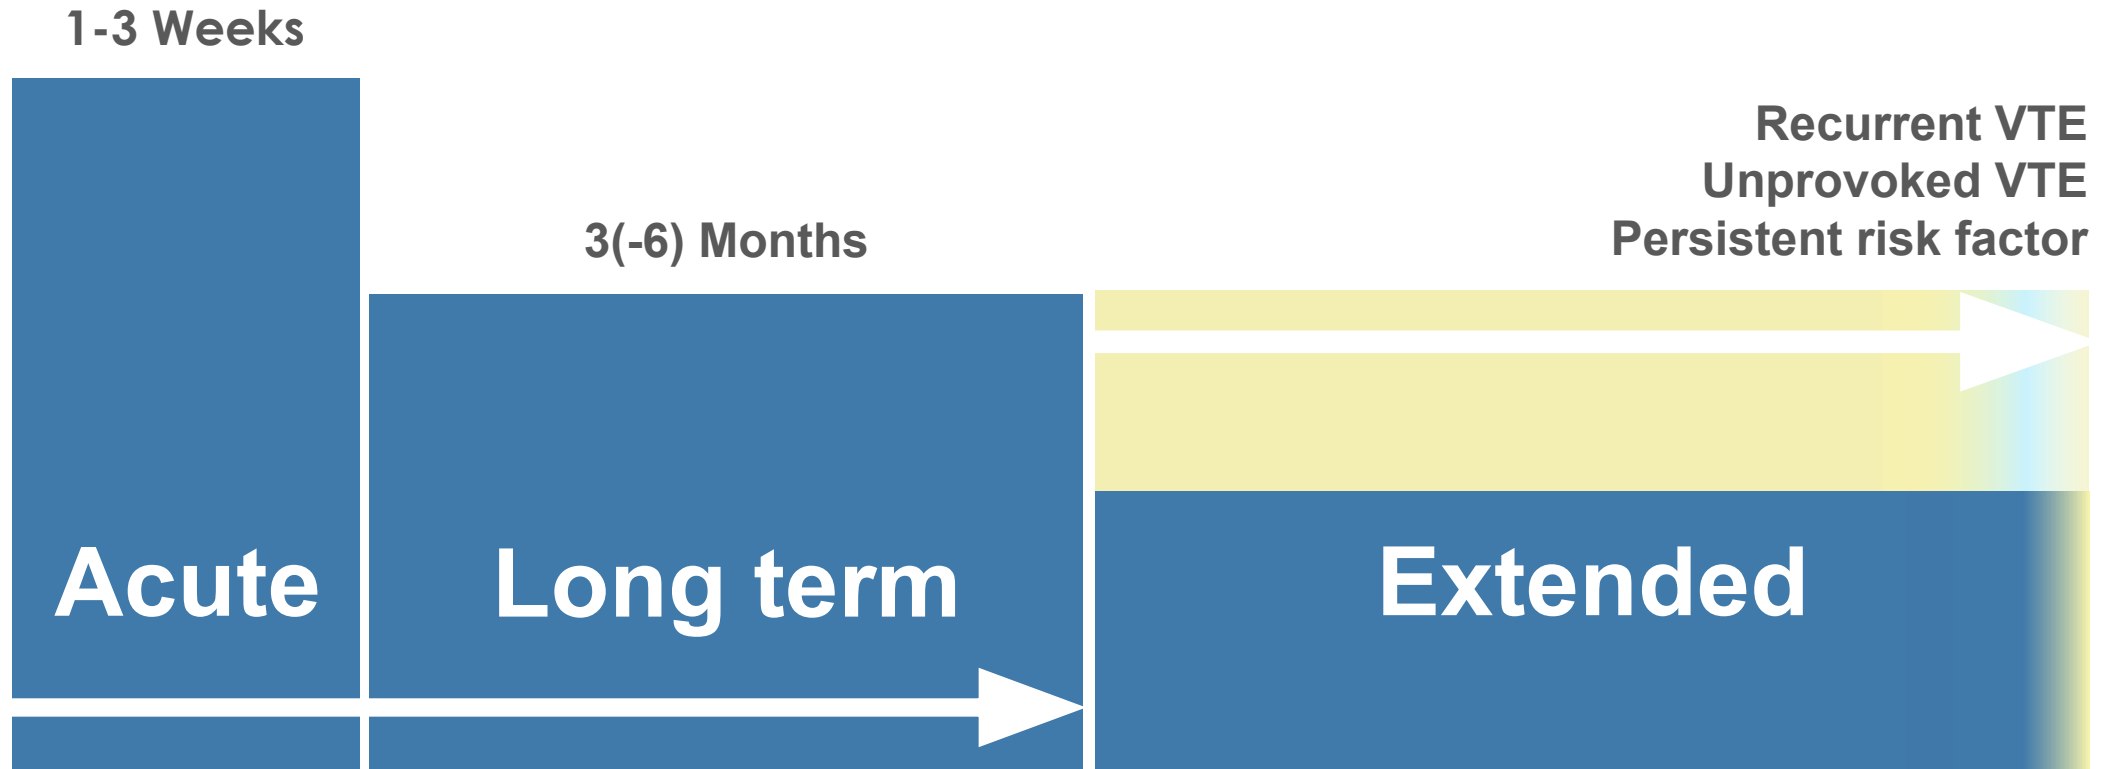 1-3 Weeks
3(-6) Months
Recurrent VTE
Unprovoked VTE
Persistent risk factor
Acute
Long term
Extended